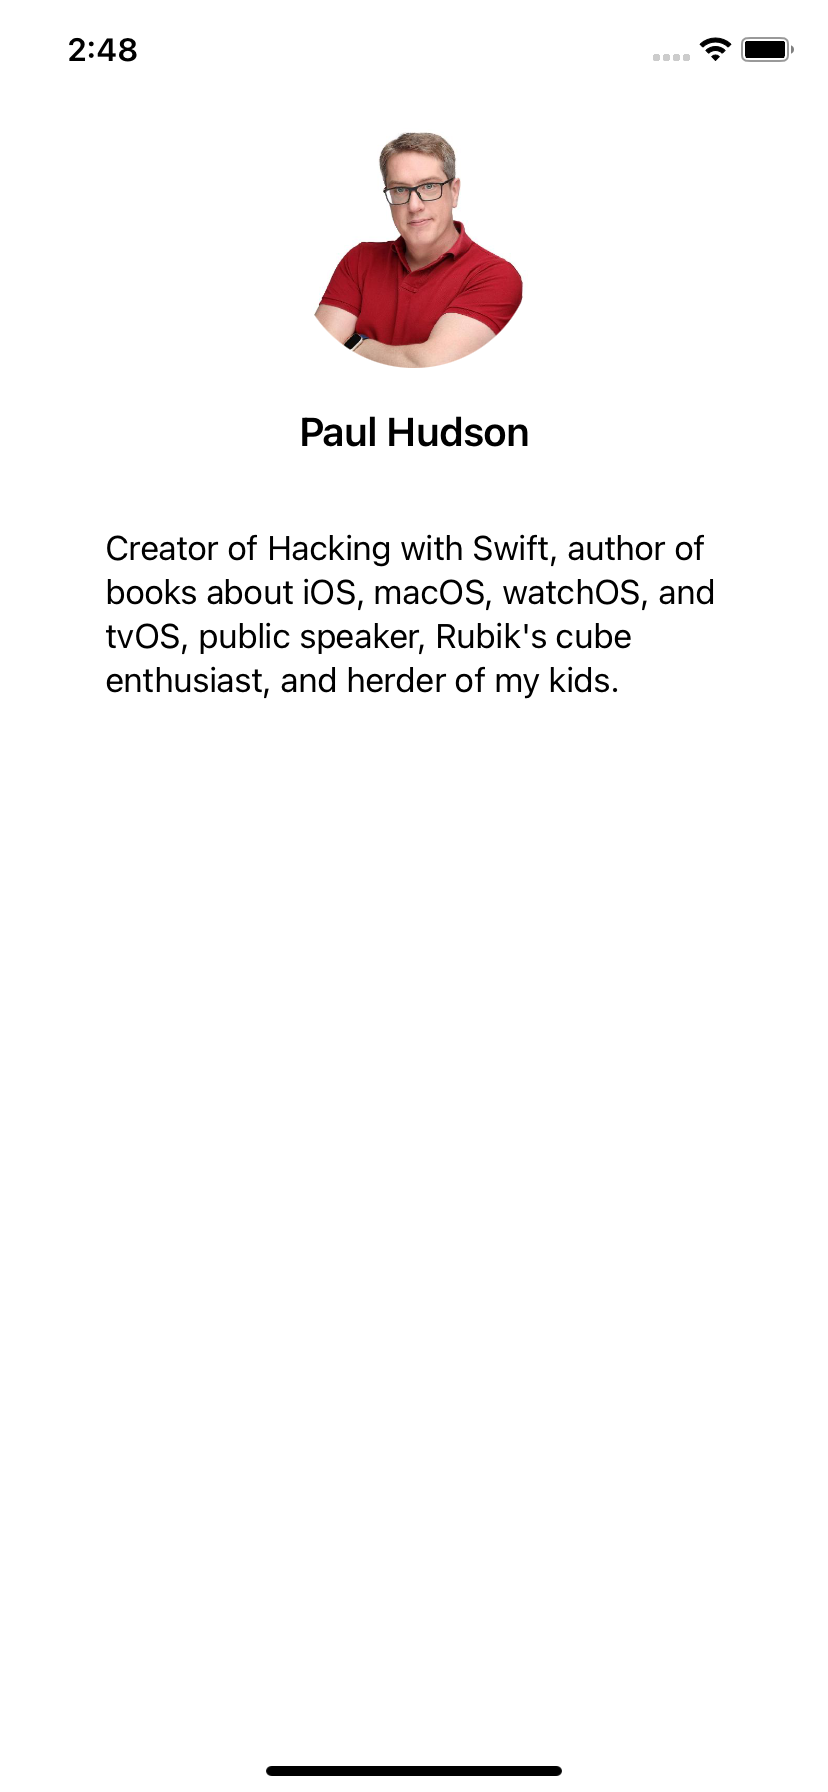 2:48
Paul Hudson
Creator of Hacking with Swift, author of
books about iOS, macOS, watchOS, and
tvOS, public speaker, Rubik's cube
enthusiast, and herder of my kids.